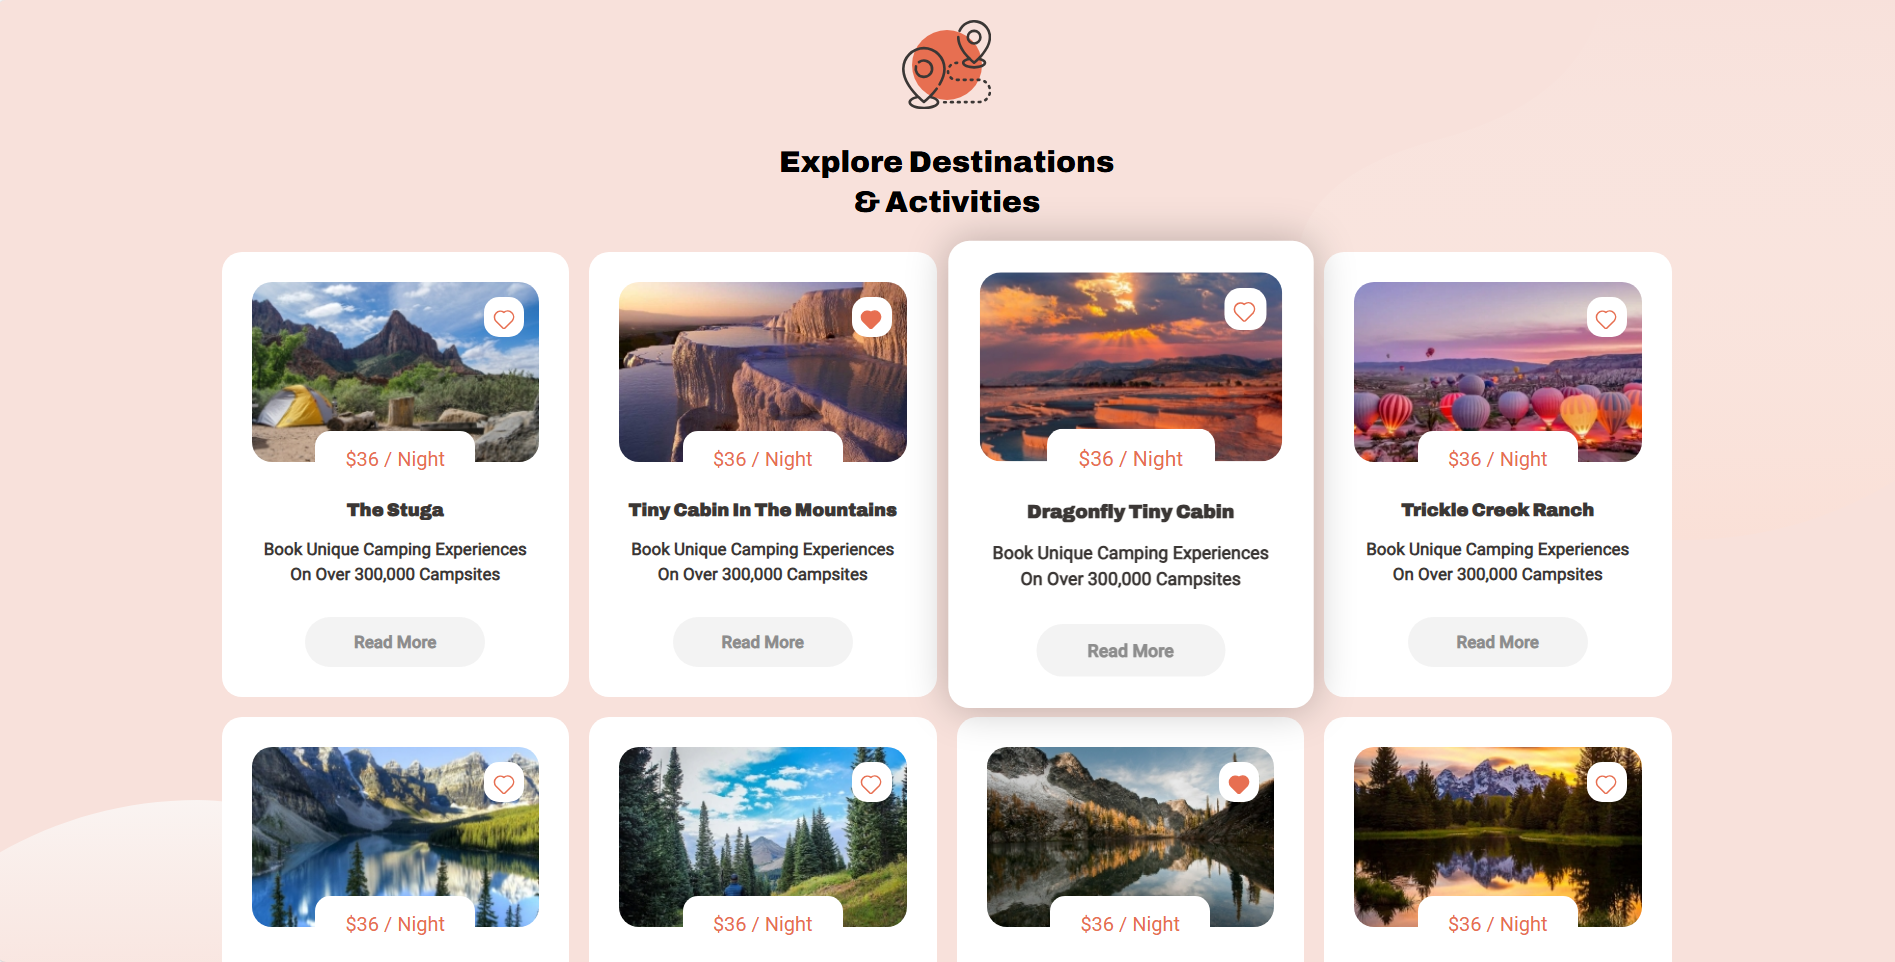 Explore Destinations
& Activities
$36 / Night
The Stuga
Book Unique Camping Experiences
On Over 300,000 Campsites
Read More
$36 / Night
Tiny Cabin In The Mountains
Book Unique Camping Experiences
On Over 300,000 Campsites
Read More
$36 / Night
Dragonfly Tiny Cabin
Book Unique Camping Experiences
On Over 300,000 Campsites
Read More
$36 / Night
Trickle Creek Ranch
Book Unique Camping Experiences
On Over 300,000 Campsites
Read More
$36 / Night
$36 / Night
$36 / Night
$36 / Night